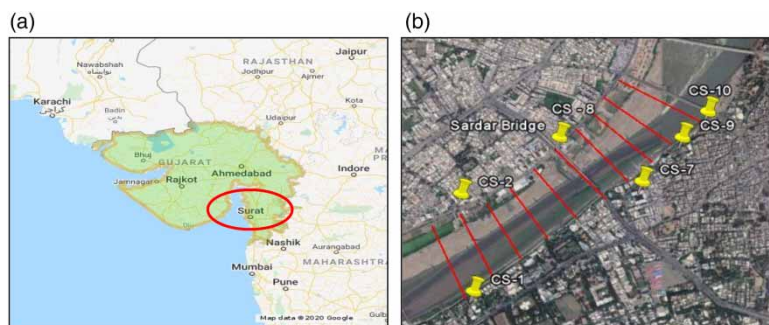 (a)
(b)
Jaipur
RAJASTHAN
Nawabshah
نوابشاہ
Jodhpur
Ajmer
Karachi
کراچی
Badin
Kota
Udaipur
Bhuj
GUJARAT
Ahmedabad
Indore
Jamnagar
Rajkot
Surat
Nashik
Aurangabad
Mumbai
MAHARASHTRA
Pune
Map data © 2020 Google
CS-10
CS - 8
Sardar Bridge
CS-9
CS-7
CS-2
CS-1